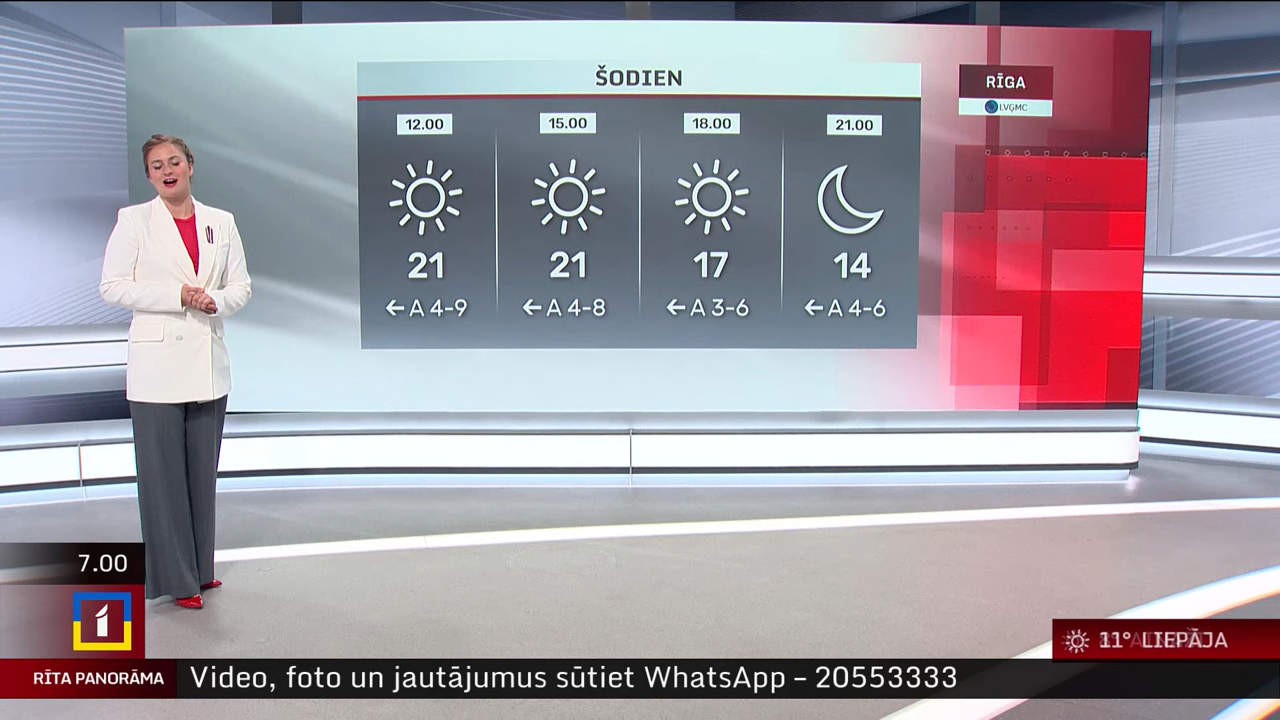 ŠODIEN
RĪGA
LVĢMC
12.00
15.00
18.00
21.00
21
21
17
14
←A 4-9
←A 4-8
←A 3-6
←A 4-6
7.00
1
11° LIEPĀJA
RĪTA PANORĀMA
Video, foto un jautājumus sūtiet WhatsApp – 20553333